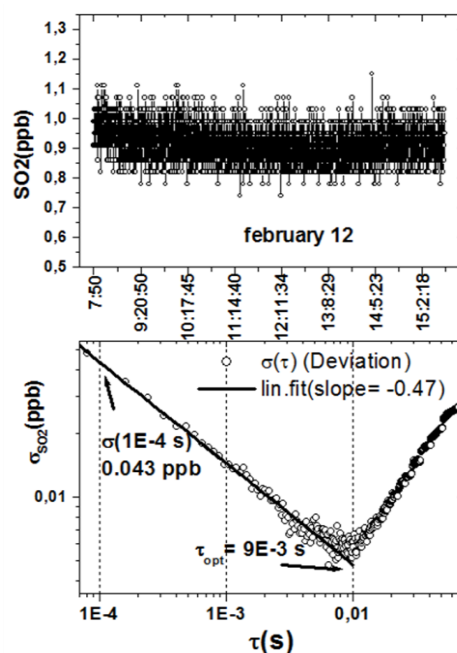 1,3
1,2
1,1
1,0
0,9
0,8
0,7
0,6
0,5
SO2(ppb)
february 12
7:50
9:20:50
10:17:45
11:14:40
12:11:34
13:8:29
14:5:23
15:2:18
σ(τ) (Deviation)
lin.fit(slope= -0.47)
σ(1E-4 s)
0.043 ppb
σSO2(ppb)
0,01
τopt= 9E-3 s
1E-4
1E-3
0,01
τ(s)